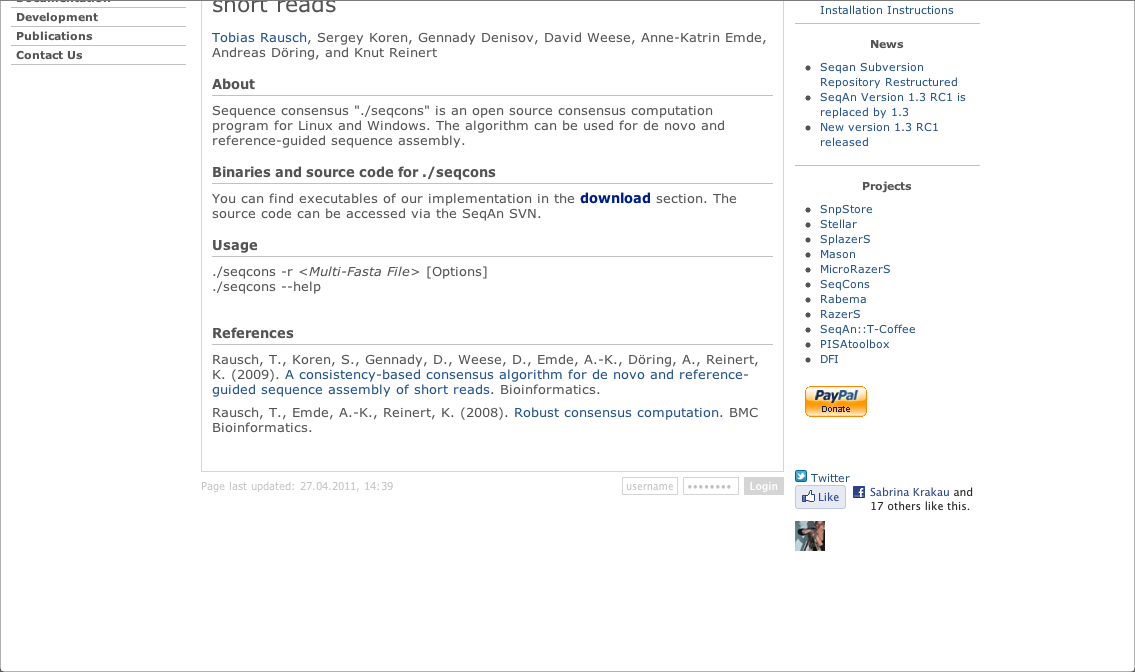 Documentation
Development
Publications
Contact Us
short reads
Tobias Rausch, Sergey Koren, Gennady Denisov, David Weese, Anne-Katrin Emde,
Andreas Döring, and Knut Reinert
About
Sequence consensus "./seqcons" is an open source consensus computation
program for Linux and Windows. The algorithm can be used for de novo and
reference-guided sequence assembly.
Binaries and source code for ./seqcons
You can find executables of our implementation in the download section. The
source code can be accessed via the SeqAn SVN.
Usage
./seqcons -r <Multi-Fasta File> [Options]
./seqcons --help
References
Rausch, T., Koren, S., Gennady, D., Weese, D., Emde, A.-K., Döring, A., Reinert,
K. (2009). A consistency-based consensus algorithm for de novo and reference-
guided sequence assembly of short reads. Bioinformatics.
Rausch, T., Emde, A.-K., Reinert, K. (2008). Robust consensus computation. BMC
Bioinformatics.
Page last updated: 27.04.2011, 14:39
username
••••••••
Login
Installation Instructions
News
Seqan Subversion
Repository Restructured
SeqAn Version 1.3 RC1 is
replaced by 1.3
New version 1.3 RC1
released
Projects
SnpStore
Stellar
SplazerS
Mason
MicroRazerS
SeqCons
Rabema
RazerS
SeqAn::T-Coffee
PISAtoolbox
DFI
PayPal
Donate
Twitter
Like
Sabrina Krakau and
17 others like this.